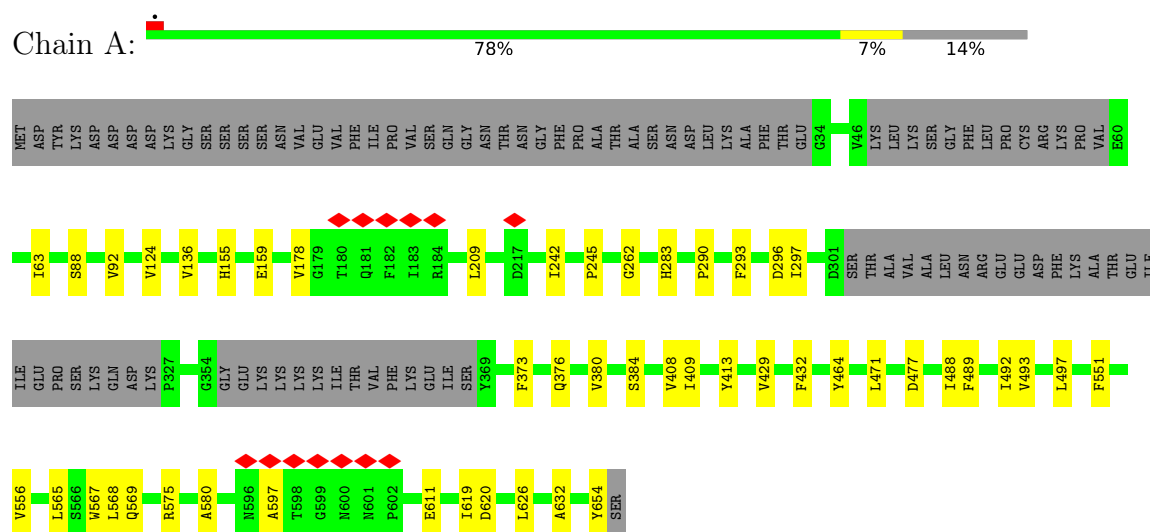 Chain A:
78% 7% 14%
MET ASP TYR LYS ASP ASP ASP ASP LYS GLY SER SER SER SER ASN VAL GLU VAL PHE ILE PRO VAL SER GLN GLY ASN THR ASN GLY PHE PRO ALA THR ALA SER ASN ASP LEU LYS ALA PHE THR GLU G34 V46 LYS LEU LYS SER GLY PHE LEU PRO CYS ARG LYS PRO VAL E60
I63 S88 V92 V124 V136 H155 E159 V178 G179 T180 Q181 F182 I183 R184 L209 D217 I242 P245 G262 H283 P290 F293 D296 I297 D301 SER THR ALA VAL ALA LEU ASN ARG GLU GLU ASP PHE LYS ALA THR GLU ILE
ILE GLU PRO SER LYS GLN ASP LYS P327 G354 GLY GLU LYS LYS LYS LYS ILE THR VAL PHE LYS GLU ILE SER Y369 F373 Q376 V380 S384 V408 I409 Y413 V429 F432 Y464 L471 D477 I488 F489 I492 V493 L497 F551
V556 L565 S566 W567 L568 Q569 R575 A580 N596 A597 T598 G599 N600 N601 P602 E611 I619 D620 L626 A632 Y654 SER